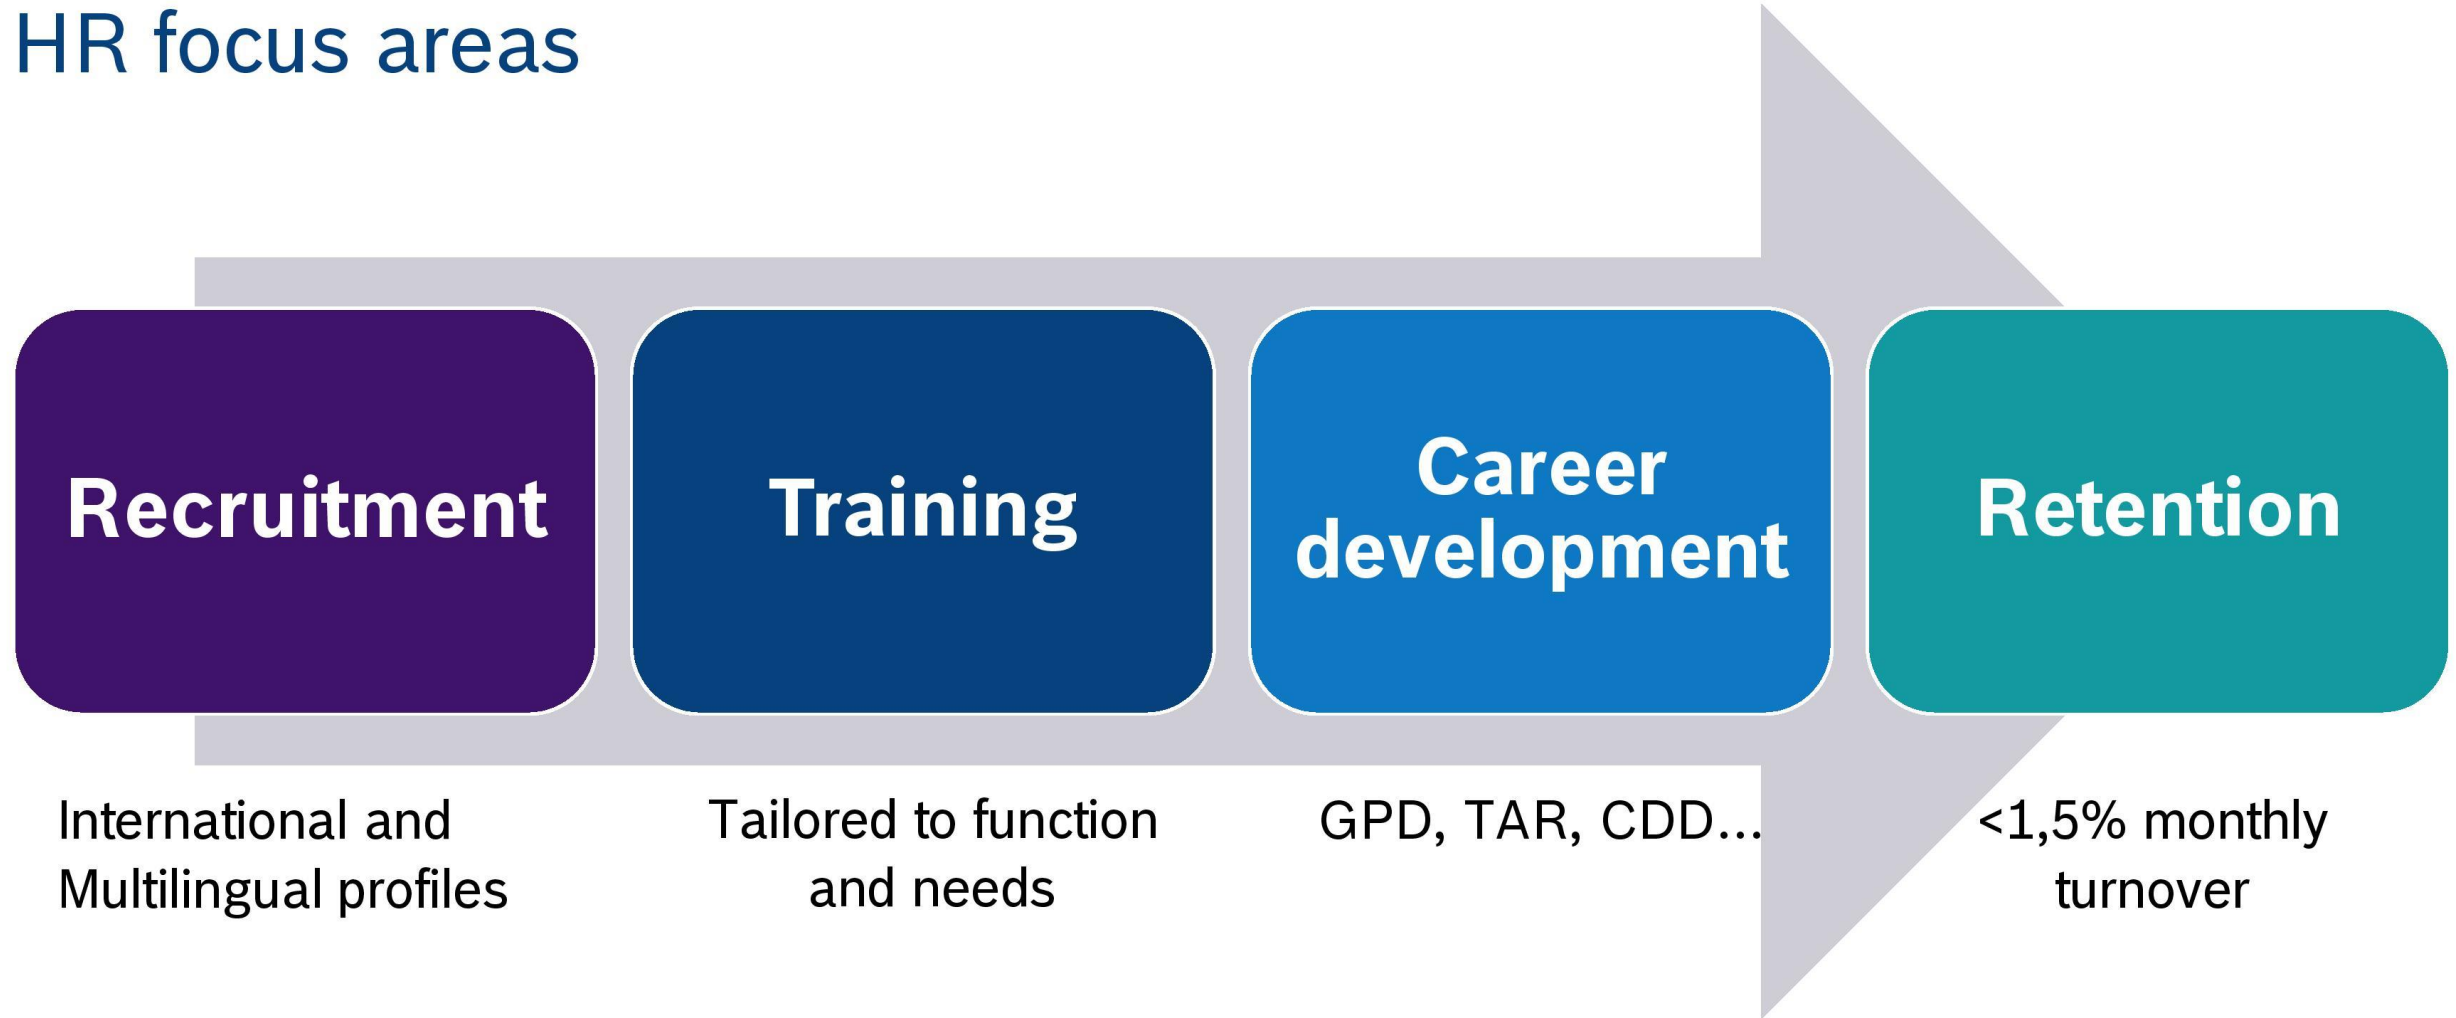 HR focus areas
Recruitment
Training
Career
development
Retention
International and
Multilingual profiles
Tailored to function
and needs
GPD, TAR, CDD...
<1,5% monthly
turnover